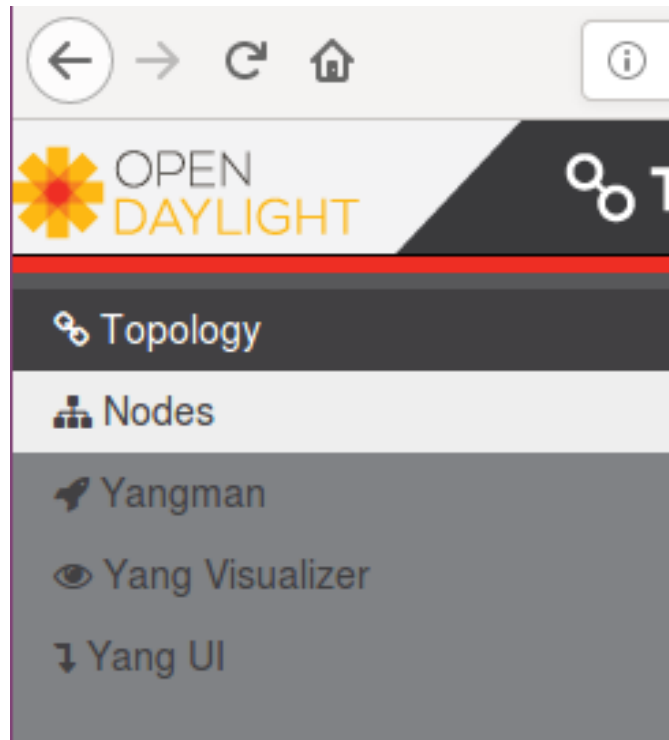 OPEN
DAYLIGHT
Topology
Nodes
Yangman
Yang Visualizer
Yang UI